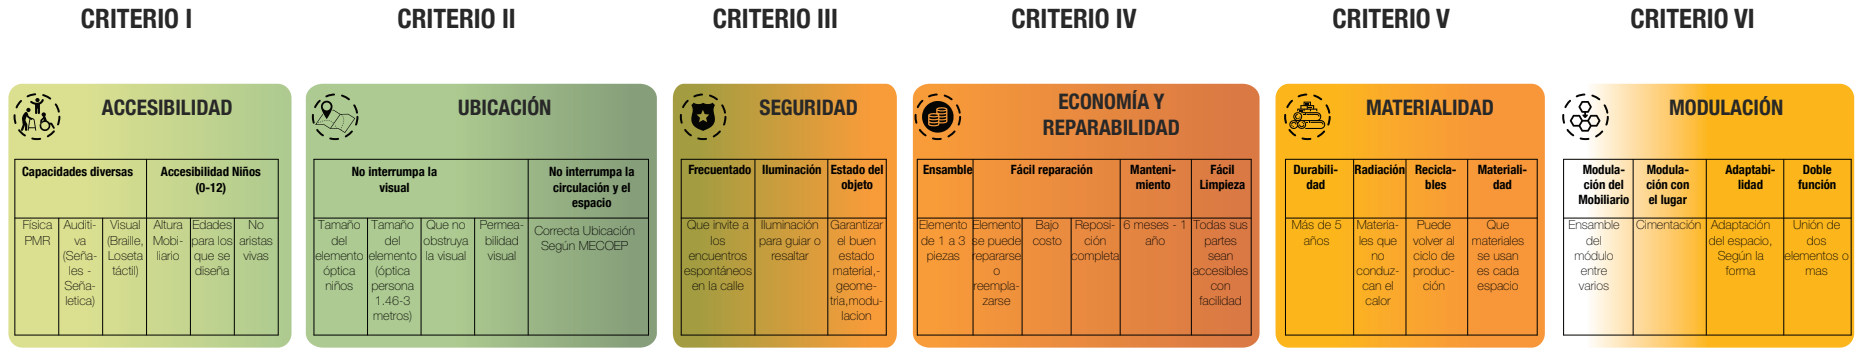 CRITERIO I
CRITERIO II
CRITERIO III
CRITERIO IV
CRITERIO V
CRITERIO VI
ACCESIBILIDAD
Capacidades diversas
Accesibilidad Niños
(0-12)
Física
PMR
Auditi-
va
(Seña-
les -
Seña-
letica)
Visual
(Braille,
Loseta
táctil)
Altura
Mobi-
liario
Edades
para los
que se
diseña
No
aristas
vivas
UBICACIÓN
No interrumpa la
visual
No interrumpa la
circulación y el
espacio
Tamaño
del
elemento
óptica
niños
Tamaño
del
elemento
(óptica
persona
1.46-3
metros)
Que no
obstruya
la visual
Permea-
bilidad
visual
Correcta Ubicación
Según MECOEP
SEGURIDAD
Frecuentado
Iluminación
Estado del
objeto
Que invite a
los
encuentros
espontáneos
en la calle
Iluminación
para guiar o
resaltar
Garantizar
el buen
estado
material,-
geome-
tria,modu-
lacion
ECONOMÍA Y
REPARABILIDAD
Ensamble
Fácil reparación
Manteni-
miento
Fácil
Limpieza
Elemento
de 1 a 3
piezas
Elemento
se puede
repararse
o
reempla-
zarse
Bajo
costo
Reposi-
ción
completa
6 meses - 1
año
Todas sus
partes
sean
accesibles
con
facilidad
MATERIALIDAD
Durabili-
dad
Radiación
Recicla-
bles
Materiali-
dad
Más de 5
años
Materia-
les que
no
conduz-
can el
calor
Puede
volver al
ciclo de
produc-
ción
Que
materiales
se usan
es cada
espacio
MODULACIÓN
Modula-
ción del
Mobiliario
Modula-
ción con
el lugar
Adaptabi-
lidad
Doble
función
Ensamble
del
módulo
entre
varios
Cimentación
Adaptación
del espacio,
Según la
forma
Unión de
dos
elementos o
mas